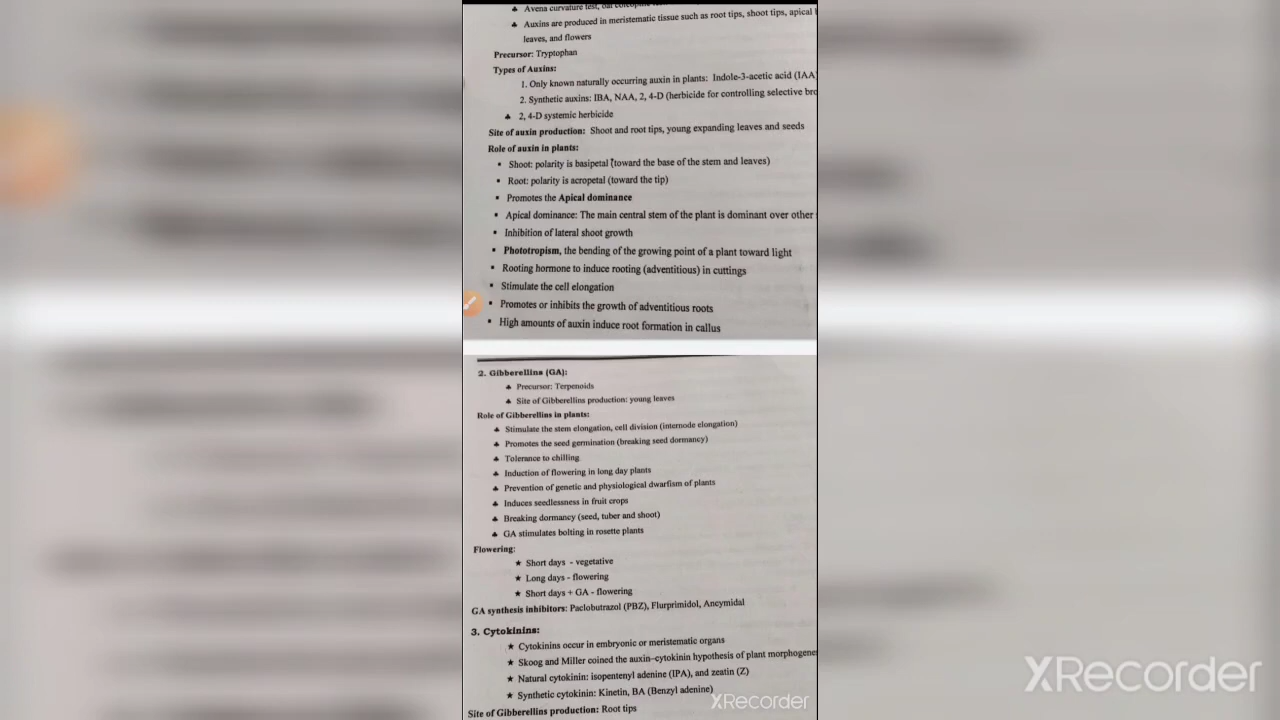 Avena curvature test,
Auxins are produced in meristematic tissue such as root tips, shoot tips, apical
leaves, and flowers
Precursor: Tryptophan
Types of Auxins:
1. Only known naturally occurring auxin in plants: Indole-3-acetic acid (IAA
2. Synthetic auxins: IBA, NAA, 2, 4-D (herbicide for controlling selective
2, 4-D systemic herbicide
Site of auxin production: Shoot and root tips, young expanding leaves and seeds
Role of auxin in plants:
Shoot: polarity is basipetal (toward the base of the stem and leaves)
Root: polarity is acropetal (toward the tip)
Promotes the Apical dominance
Apical dominance: The main central stem of the plant is dominant over other
Inhibition of lateral shoot growth
Phototropism, the bending of the growing point of a plant toward light
Rooting hormone to induce rooting (adventitious) in cuttings
Stimulate the cell elongation
Promotes or inhibits the growth of adventitious roots
High amounts of auxin induce root formation in callus
2. Gibberellins (GA):
Precursor: Terpenoids
Site of Gibberellins production: young leaves
Role of Gibberellins in plants:
Stimulate the stem elongation, cell division (internode elongation)
Promotes the seed germination (breaking seed dormancy)
Tolerance to chilling
Induction of flowering in long day plants
Prevention of genetic and physiological dwarfism of plants
Induces seedlessness in fruit crops
Breaking dormancy (seed, tuber and shoot)
GA stimulates bolting in rosette plants
Flowering:
Short days - vegetative
Long days - flowering
Short days + GA - flowering
GA synthesis inhibitors: Paclobutrazol (PBZ), Flurprimidol, Ancymidal
3. Cytokinins:
Cytokinins occur in embryonic or meristematic organs
Skoog and Miller coined the auxin–cytokinin hypothesis of plant morphogene
Natural cytokinin: isopentenyl adenine (IPA), and zeatin (Z)
Synthetic cytokinin: Kinetin, BA (Benzyl adenine)
Site of Gibberellins production: Root tips
XRecorder
XRecorder